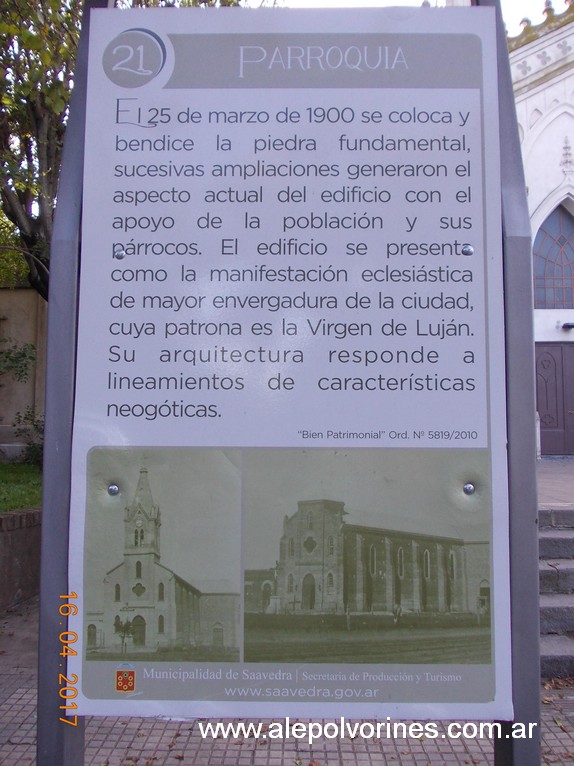 21
PARROQUIA
El 25 de marzo de 1900 se coloca y
bendice la piedra fundamental,
sucesivas ampliaciones generaron el
aspecto actual del edificio con el
apoyo de la población y sus
párrocos. El edificio se presenta
como la manifestación eclesiástica
de mayor envergadura de la ciudad,
cuya patrona es la Virgen de Luján.
Su arquitectura responde a
lineamientos de características
neogóticas.
"Bien Patrimonial" Ord. Nº 5819/2010
Municipalidad de Saavedra | Secretaria de Producción y Turismo
www.saavedra.gov.ar
16.04.2017
www.alepolvorines.com.ar